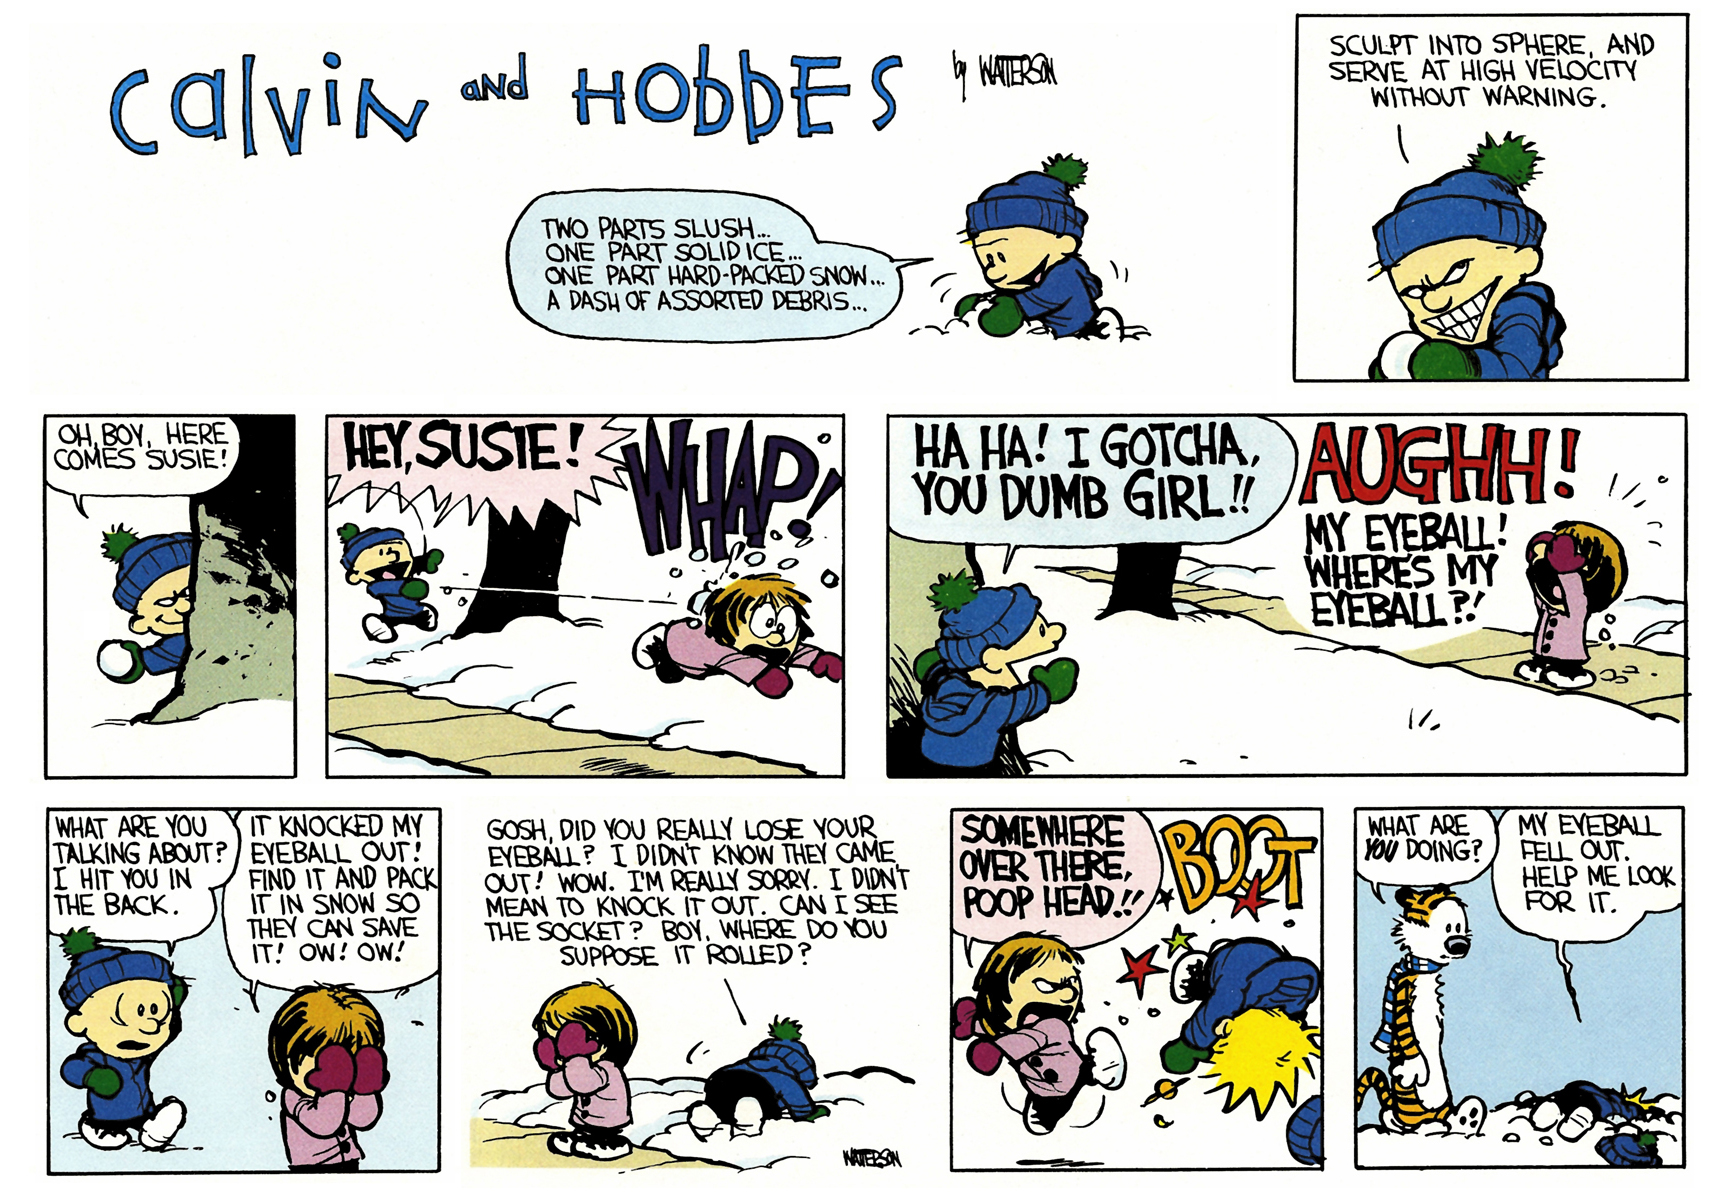 Calvin and Hobbes
by WATTERSON
TWO PARTS SLUSH...
ONE PART SOLID ICE...
ONE PART HARD-PACKED SNOW...
A DASH OF ASSORTED DEBRIS...
SCULPT INTO SPHERE, AND
SERVE AT HIGH VELOCITY
WITHOUT WARNING.
OH, BOY, HERE
COMES SUSIE!
HEY, SUSIE!
WHAP!
HA HA! I GOTCHA,
YOU DUMB GIRL!!
AUGHH!
MY EYEBALL!
WHERE'S MY
EYEBALL?!
WHAT ARE YOU
TALKING ABOUT?
I HIT YOU IN
THE BACK.
IT KNOCKED MY
EYEBALL OUT!
FIND IT AND PACK
IT IN SNOW SO
THEY CAN SAVE
IT! OW! OW!
GOSH, DID YOU REALLY LOSE YOUR
EYEBALL? I DIDN'T KNOW THEY CAME
OUT! WOW. I'M REALLY SORRY. I DIDN'T
MEAN TO KNOCK IT OUT. CAN I SEE
THE SOCKET? BOY, WHERE DO YOU
SUPPOSE IT ROLLED?
WATTERSON
SOMEWHERE
OVER THERE,
POOP HEAD!!
BOOT
WHAT ARE
YOU DOING?
MY EYEBALL
FELL OUT.
HELP ME LOOK
FOR IT.